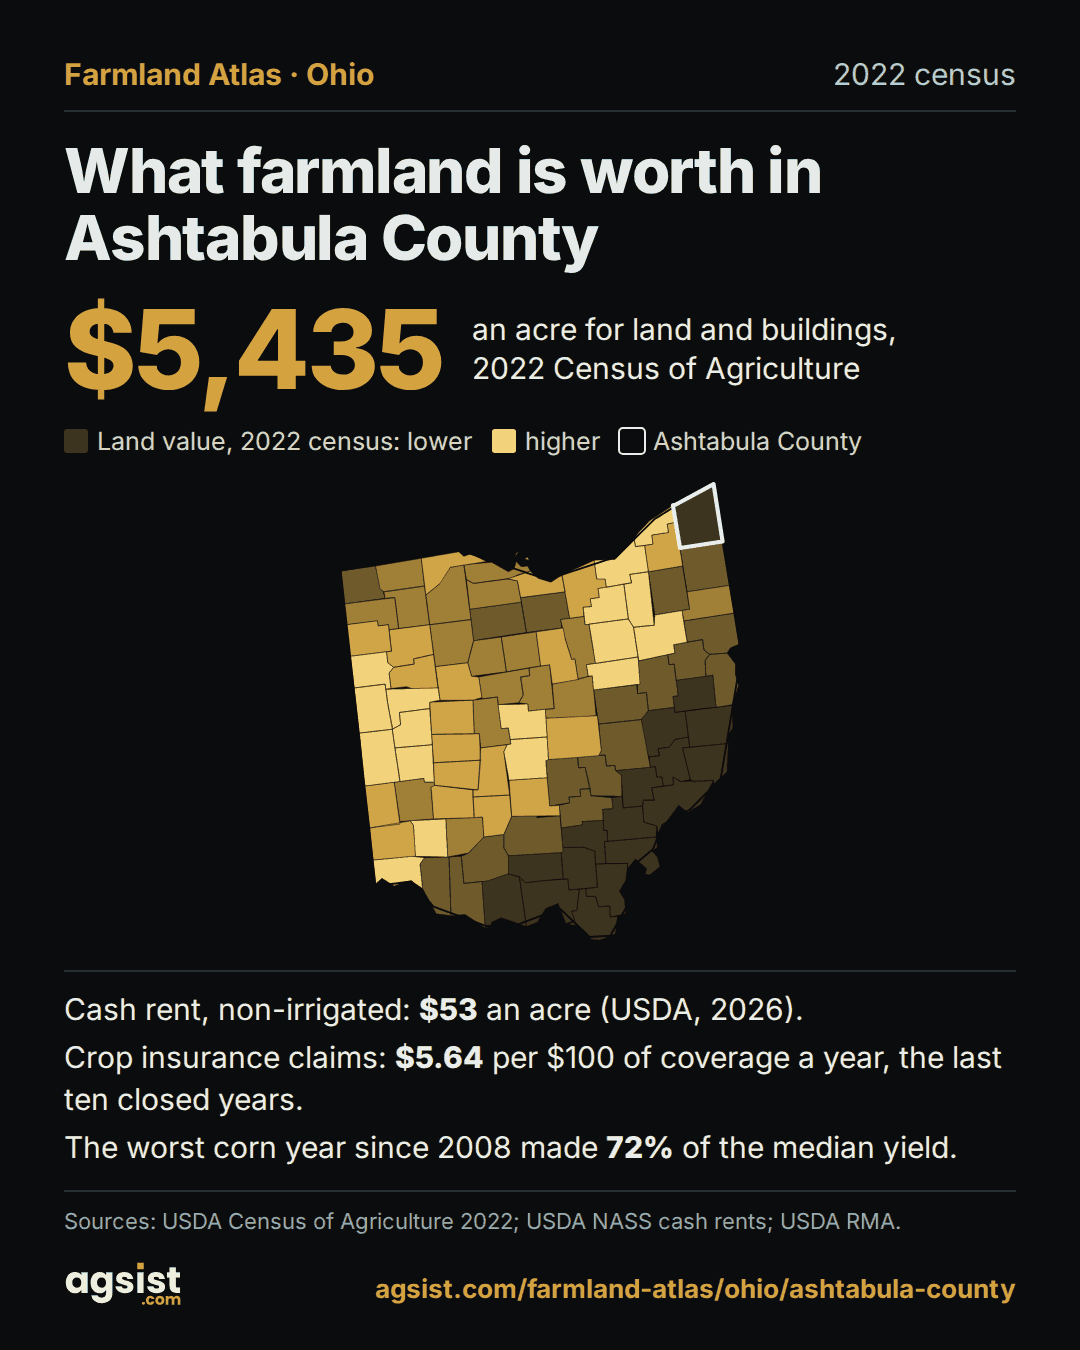 Farmland Atlas · Ohio
2022 census
What farmland is worth in
Ashtabula County
$5,435
an acre for land and buildings,
2022 Census of Agriculture
Land value, 2022 census: lower
higher
Ashtabula County
Cash rent, non-irrigated: $53 an acre (USDA, 2026).
Crop insurance claims: $5.64 per $100 of coverage a year, the last
ten closed years.
The worst corn year since 2008 made 72% of the median yield.
Sources: USDA Census of Agriculture 2022; USDA NASS cash rents; USDA RMA.
agsist
.com
agsist.com/farmland-atlas/ohio/ashtabula-county